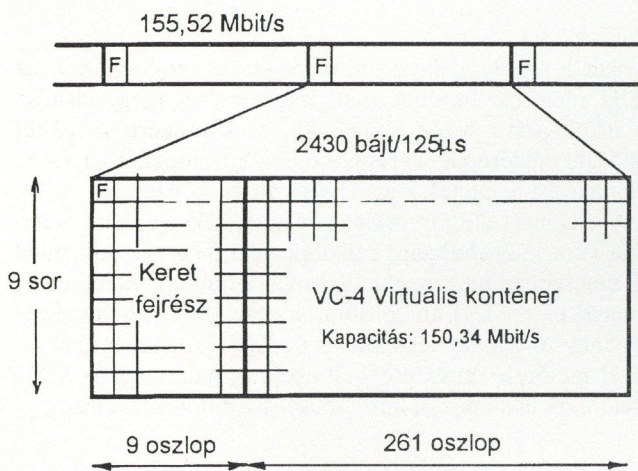 155,52 Mbit/s
F F F
2430 bájt/125µs
F
9 sor
Keret
fejrész
VC-4 Virtuális konténer
Kapacitás: 150,34 Mbit/s
9 oszlop
261 oszlop